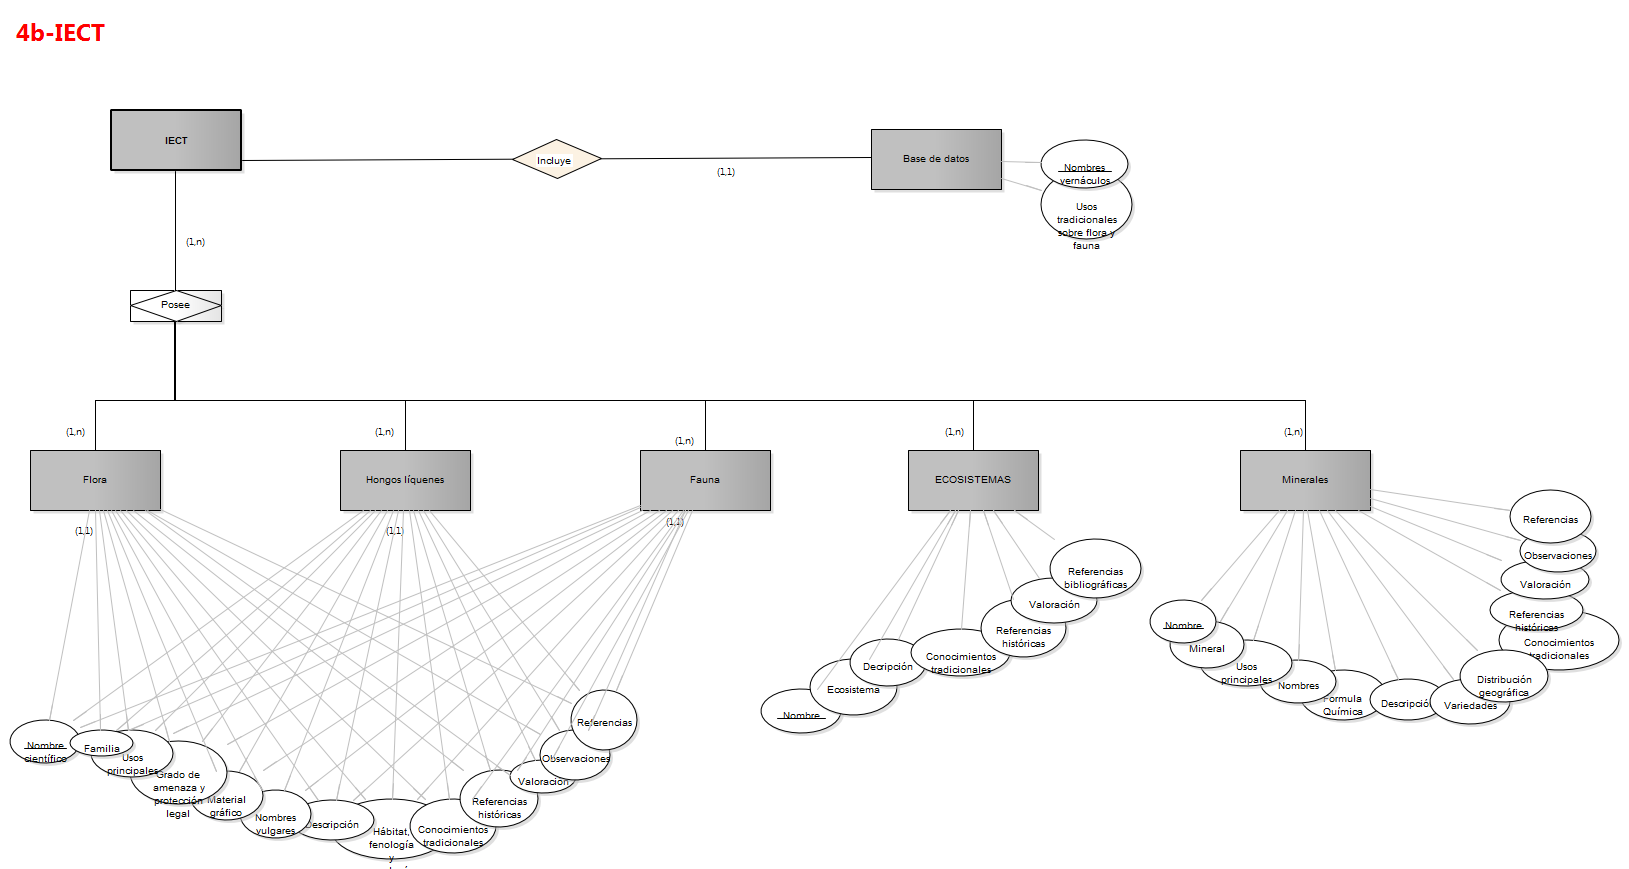 4b-IECT
IECT
Incluye
(1,1)
Base de datos
Nombres
vernáculos
Usos
tradicionales
sobre flora y
fauna
(1,n)
Posee
(1,n)
(1,n)
(1,n)
(1,n)
(1,n)
Flora
Hongos líquenes
Fauna
ECOSISTEMAS
Minerales
(1,1)
(1,1)
(1,1)
Nombre
científico
Familia
Usos
principales
Grado de
amenaza y
protección
legal
Material
gráfico
Nombres
vulgares
Descripción
Hábitat,
fenología
y
Conocimientos
tradicionales
Referencias
históricas
Valoración
Observaciones
Referencias
Nombre
Ecosistema
Decripción
Conocimientos
tradicionales
Referencias
históricas
Valoración
Referencias
bibliográficas
Nombre
Mineral
Usos
principales
Nombres
Formula
Química
Descripció
Variedades
Distribución
geográfica
Conocimientos
tradicionales
Referencias
históricas
Valoración
Observaciones
Referencias